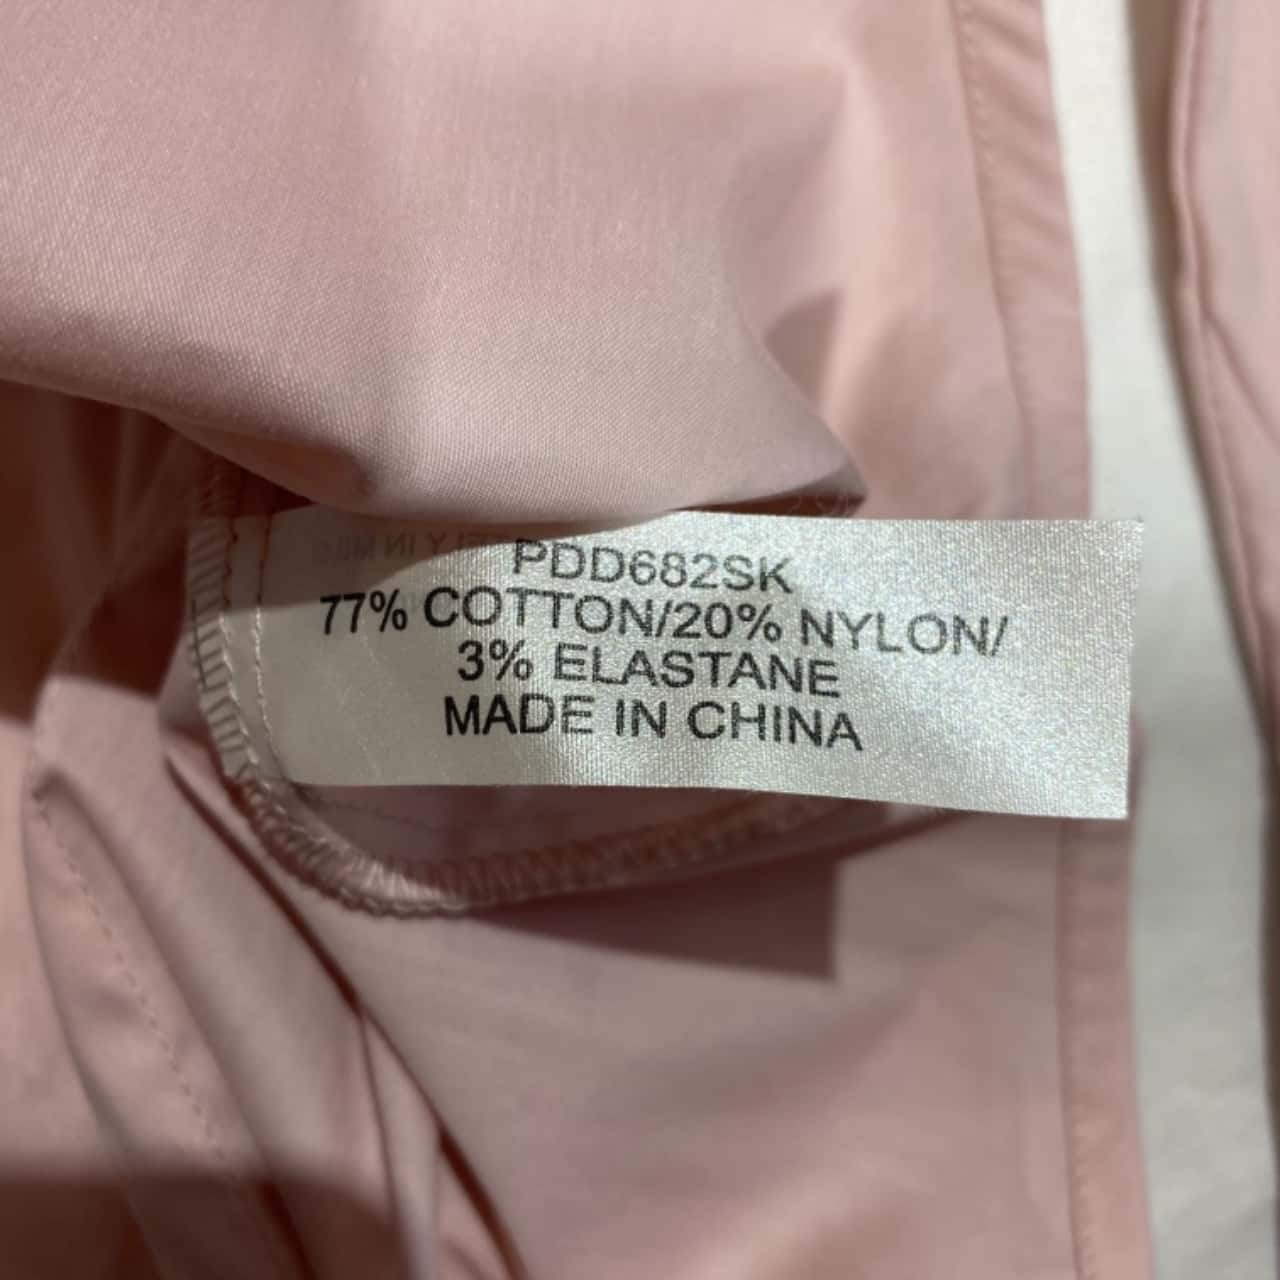 PDD682SK
77% COTTON/20% NYLON/
3% ELASTANE
MADE IN CHINA